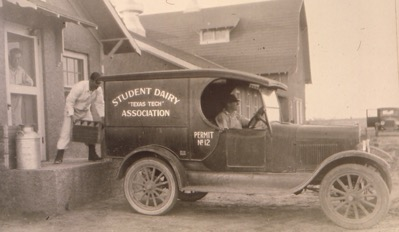 STUDENT DAIRY
"TEXAS TECH"
ASSOCIATION
PERMIT
No 12